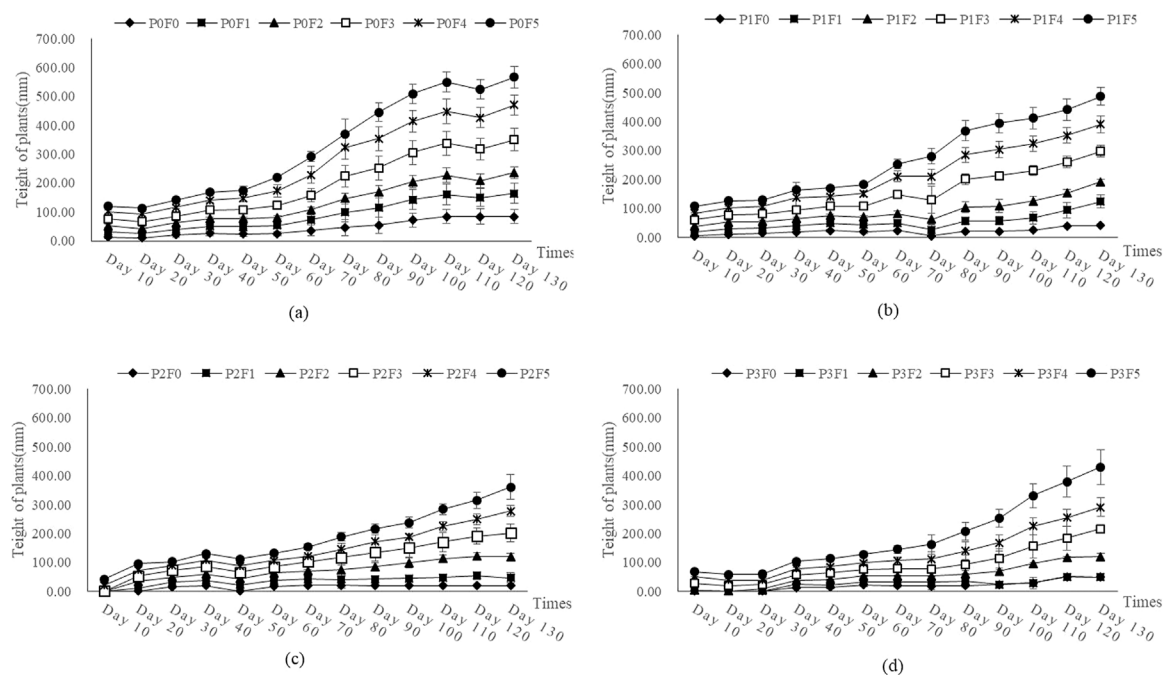 P0F0 P0F1 P0F2 P0F3 P0F4 P0F5
700.00
600.00
500.00
400.00
300.00
200.00
100.00
0.00
Teight of plants(mm)
Times
Day 10 Day 20 Day 30 Day 40 Day 50 Day 60 Day 70 Day 80 Day 90 Day 100 Day 110 Day 120 Day 130
(a)
P1F0 P1F1 P1F2 P1F3 P1F4 P1F5
700.00
600.00
500.00
400.00
300.00
200.00
100.00
0.00
Teight of plants(mm)
Times
Day 10 Day 20 Day 30 Day 40 Day 50 Day 60 Day 70 Day 80 Day 90 Day 100 Day 110 Day 120 Day 130
(b)
P2F0 P2F1 P2F2 P2F3 P2F4 P2F5
700.00
600.00
500.00
400.00
300.00
200.00
100.00
0.00
Teight of plants(mm)
Times
Day 10 Day 20 Day 30 Day 40 Day 50 Day 60 Day 70 Day 80 Day 90 Day 100 Day 110 Day 120 Day 130
(c)
P3F0 P3F1 P3F2 P3F3 P3F4 P3F5
700.00
600.00
500.00
400.00
300.00
200.00
100.00
0.00
Teight of plants(mm)
Times
Day 10 Day 20 Day 30 Day 40 Day 50 Day 60 Day 70 Day 80 Day 90 Day 100 Day 110 Day 120 Day 130
(d)